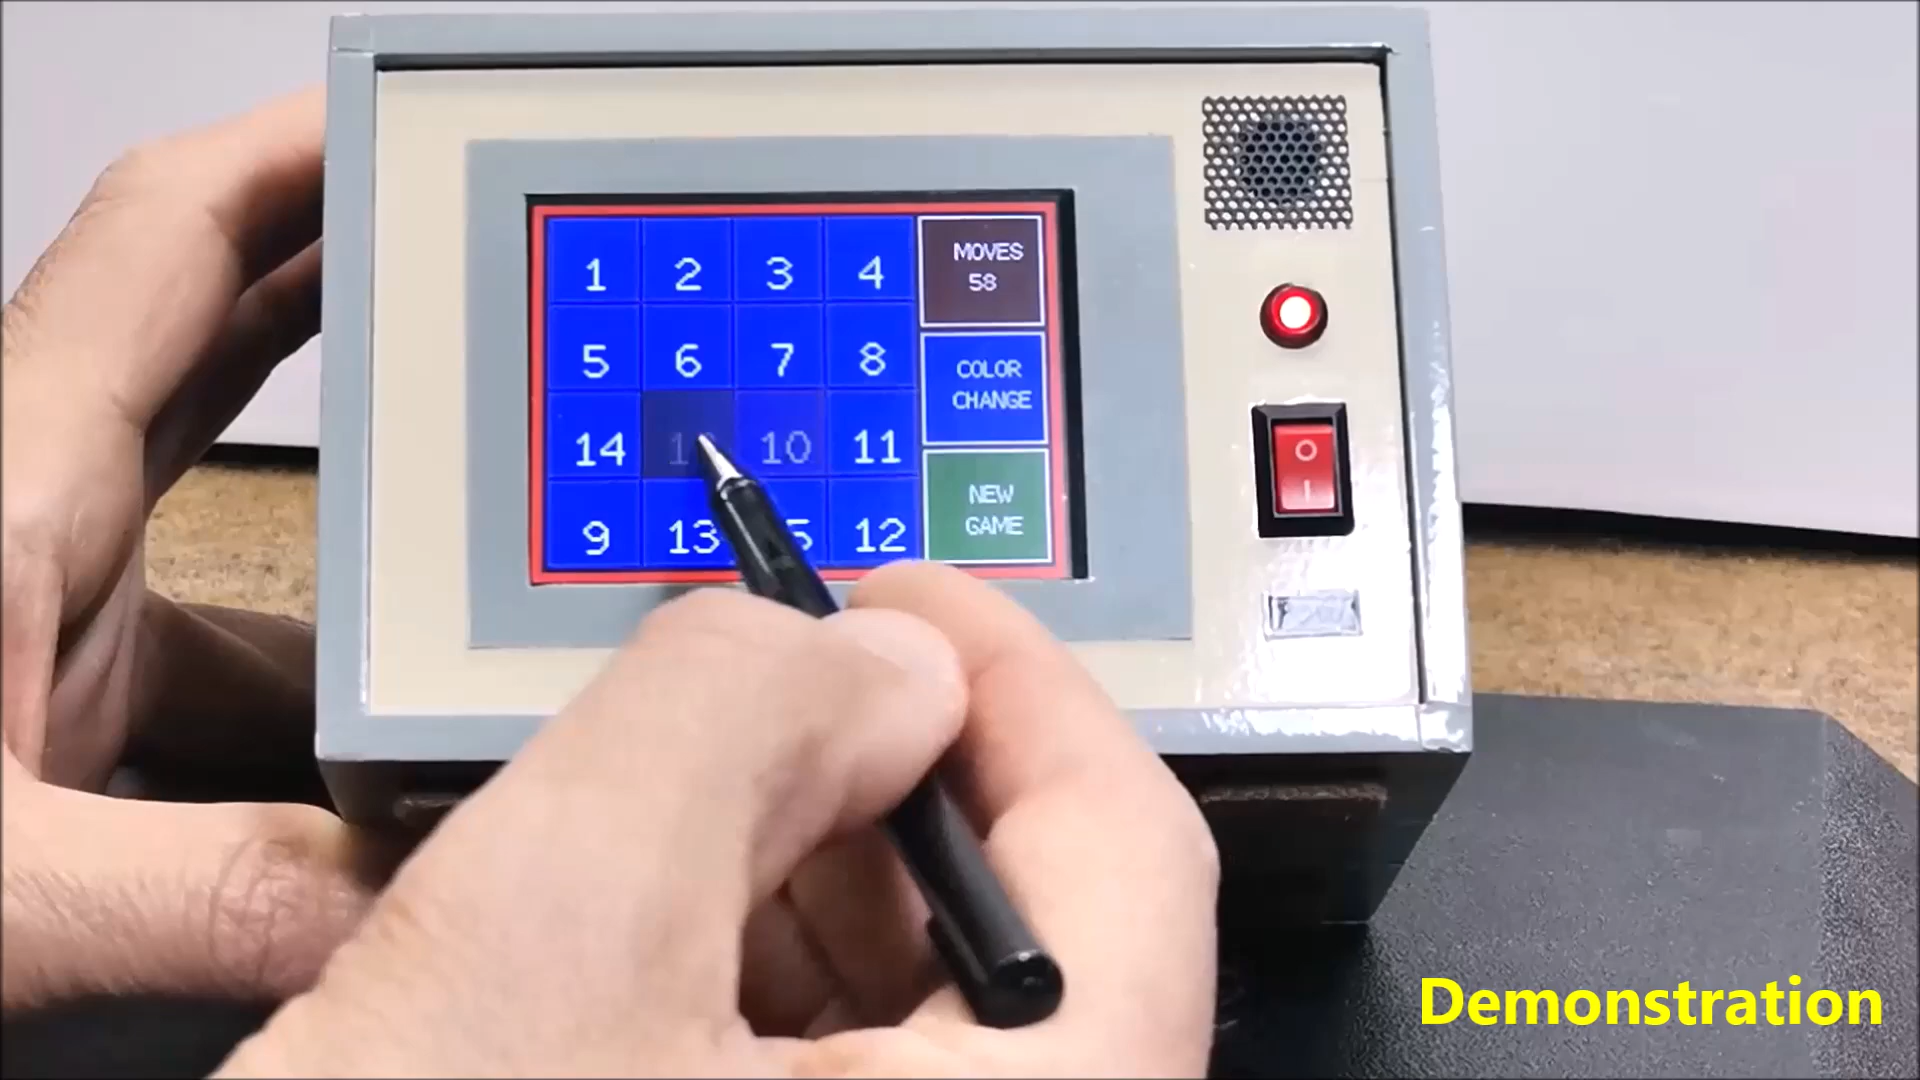 1 2 3 4
MOVES
58
5 6 7 8
COLOR
CHANGE
14 10 11
9 13 5 12
NEW
GAME
Demonstration